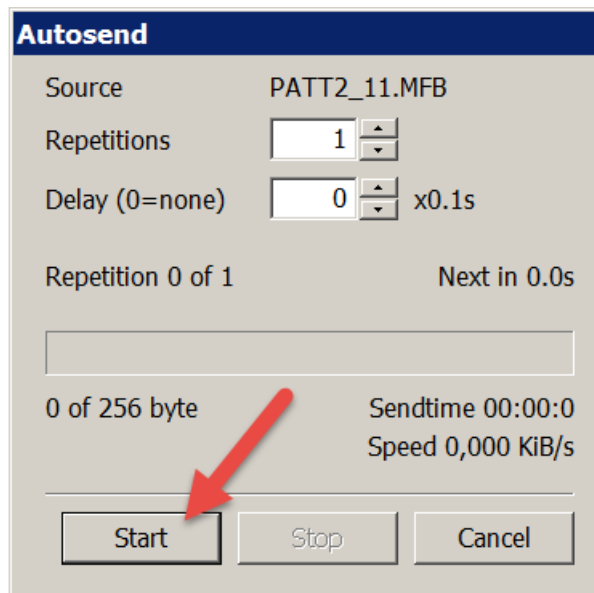 Autosend
Source PATT2_11.MFB
Repetitions 1
Delay (0=none) 0 x0.1s
Repetition 0 of 1 Next in 0.0s
0 of 256 byte Sendtime 00:00:0
Speed 0,000 KiB/s
Start Stop Cancel